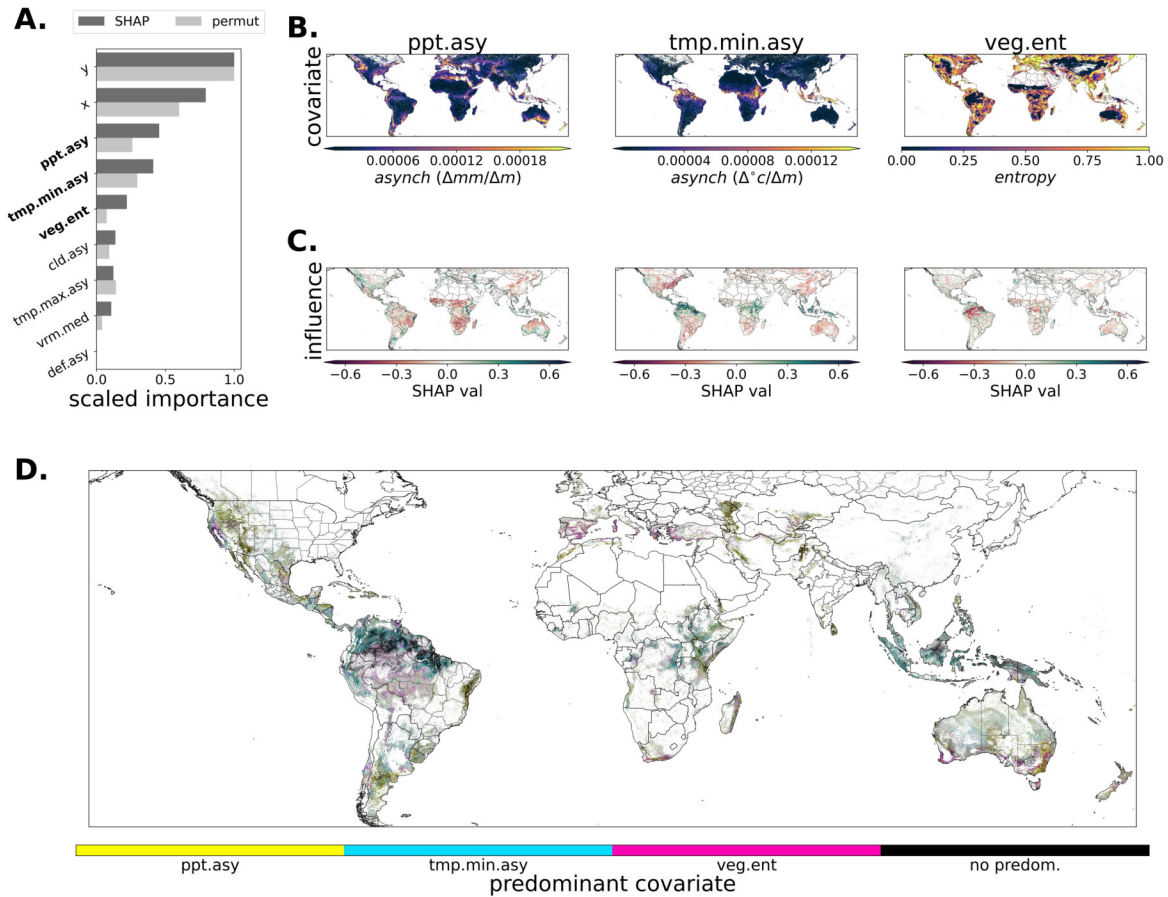 A.
SHAP permut
y
x
ppt.asy
tmp.min.asy
veg.ent
cld.asy
tmp.max.asy
vrm.med
def.asy
0.0 0.5 1.0
scaled importance
B.
ppt.asy tmp.min.asy veg.ent
covariate
0.00006 0.00012 0.00018
asynch (Δmm/Δm)
0.00004 0.00008 0.00012
asynch (Δ°c/Δm)
0.00 0.25 0.50 0.75 1.00
entropy
C.
influence
−0.6 −0.3 0.0 0.3 0.6
SHAP val
−0.6 −0.3 0.0 0.3 0.6
SHAP val
−0.6 −0.3 0.0 0.3 0.6
SHAP val
D.
ppt.asy tmp.min.asy veg.ent no predom.
predominant covariate